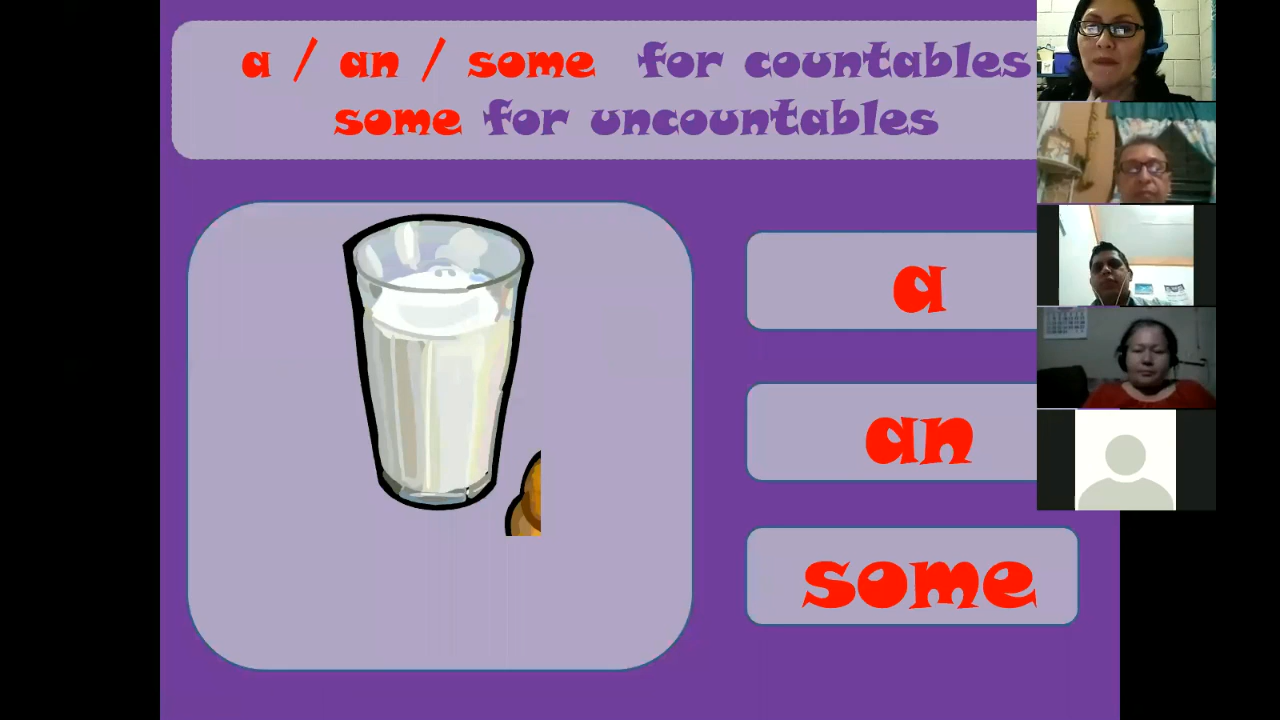 a / an / some for countables
some for uncountables
a
an
some